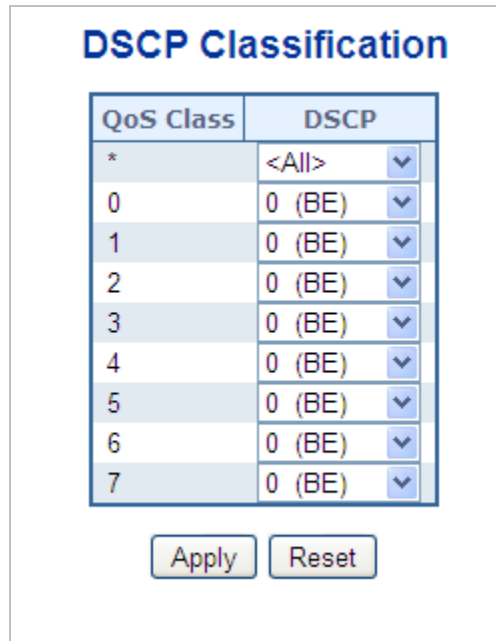 DSCP Classification
QoS Class DSCP
* <All>
0 0 (BE)
1 0 (BE)
2 0 (BE)
3 0 (BE)
4 0 (BE)
5 0 (BE)
6 0 (BE)
7 0 (BE)
Apply Reset